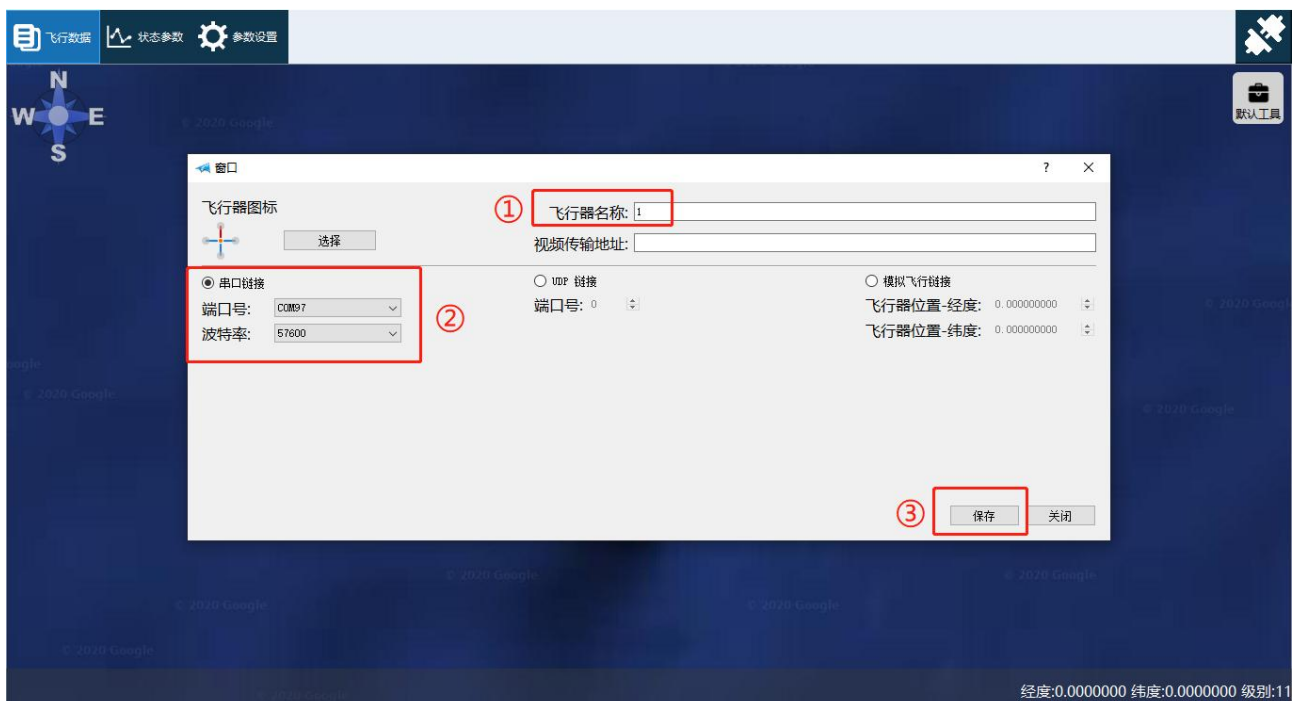 飞行数据 状态参数 参数设置
N
W E
S
默认工具
© 2020 Google
窗口 ? ×
飞行器图标
选择
① 飞行器名称: 1
视频传输地址:
串口链接
端口号: COM97
波特率: 57600
②
UDP 链接
端口号: 0
模拟飞行链接
飞行器位置-经度: 0.000000000
飞行器位置-纬度: 0.000000000
© 2020 Googl
ogle
© 2020 Google
© 2020 Google
③ 保存 关闭
© 2020 Google
© 2020 Google
© 2020 Google
© 2020 Google
© 2020 Google
© 2020 Google
经度:0.0000000 纬度:0.0000000 级别:11